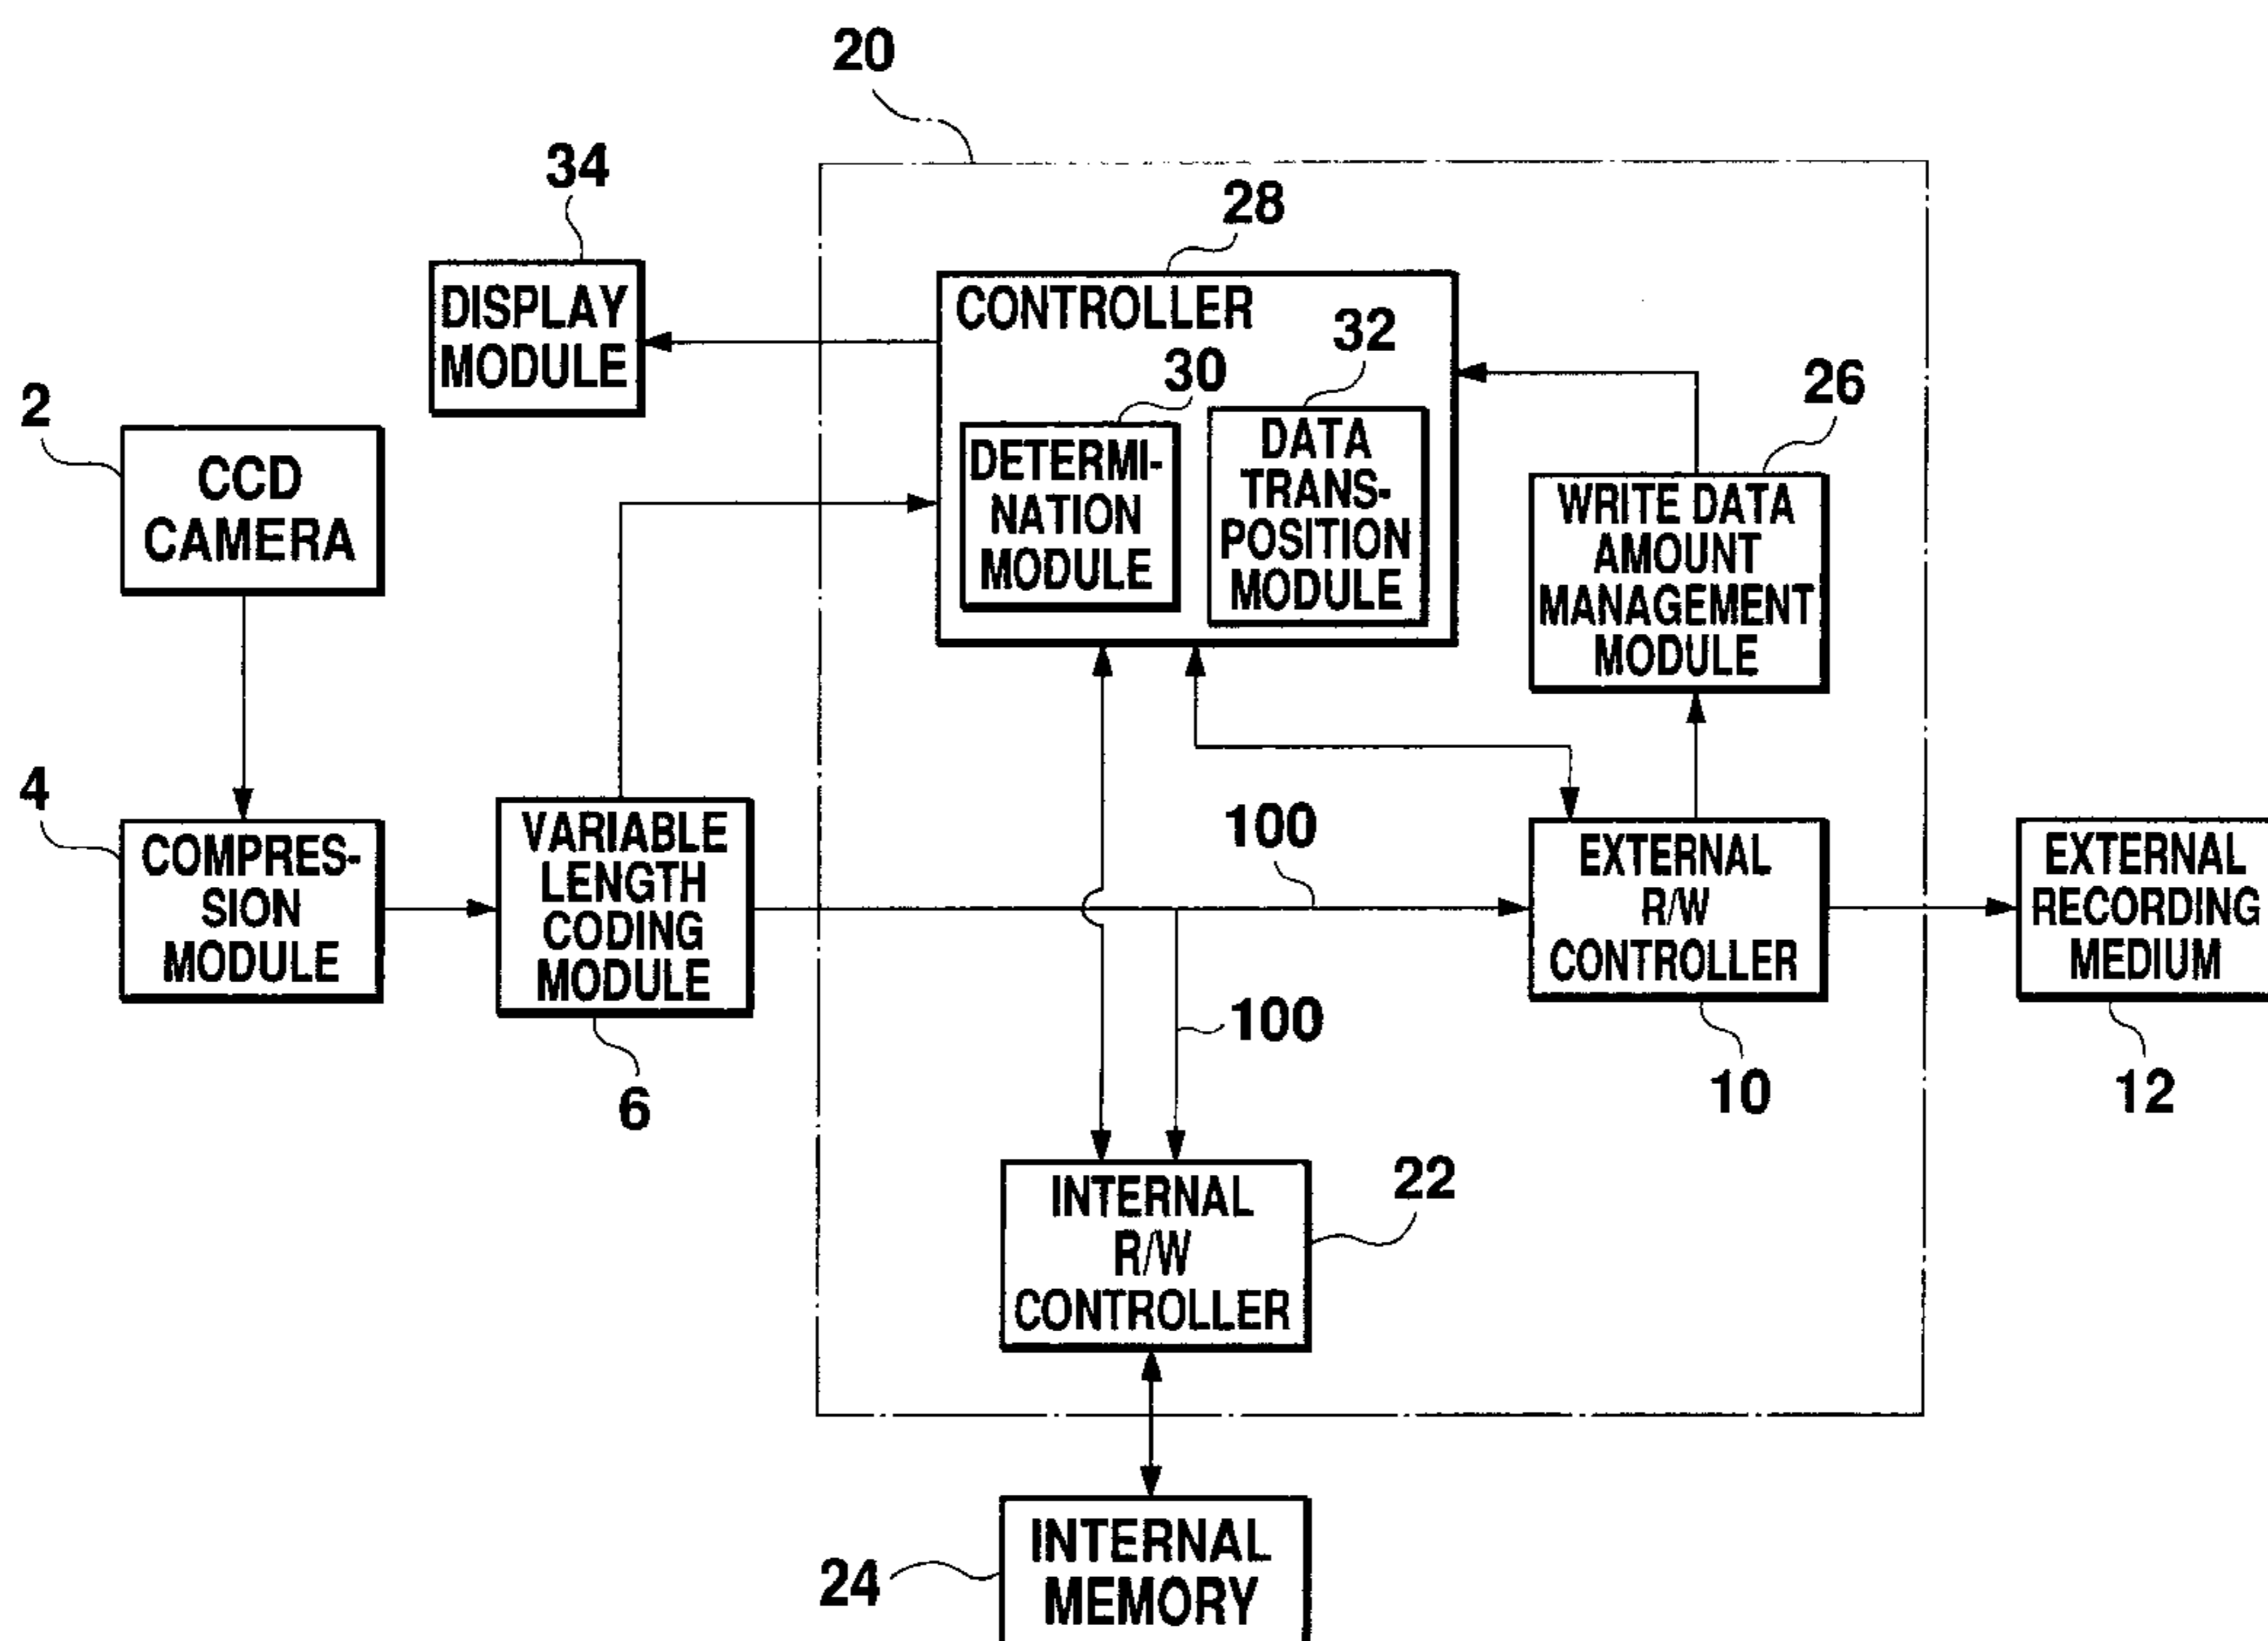 20
34
DISPLAY
MODULE
28
CONTROLLER
32
30
DETERMI-
NATION
MODULE
DATA
TRANS-
POSITION
MODULE
26
WRITE DATA
AMOUNT
MANAGEMENT
MODULE
2
CCD
CAMERA
4
COMPRES-
SION
MODULE
VARIABLE
LENGTH
CODING
MODULE
6
100
100
EXTERNAL
R/W
CONTROLLER
10
EXTERNAL
RECORDING
MEDIUM
12
INTERNAL
R/W
CONTROLLER
22
24
INTERNAL
MEMORY